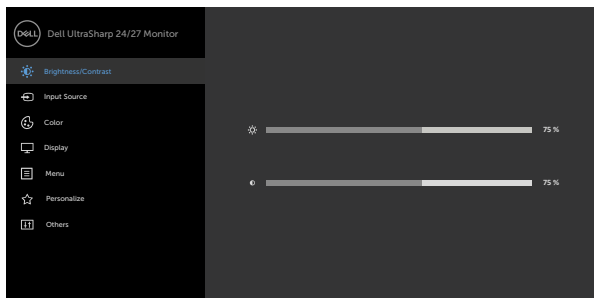 DELL
Dell UltraSharp 24/27 Monitor
Brightness/Contrast
Input Source
Color
Display
Menu
Personalize
Others
75 %
75 %